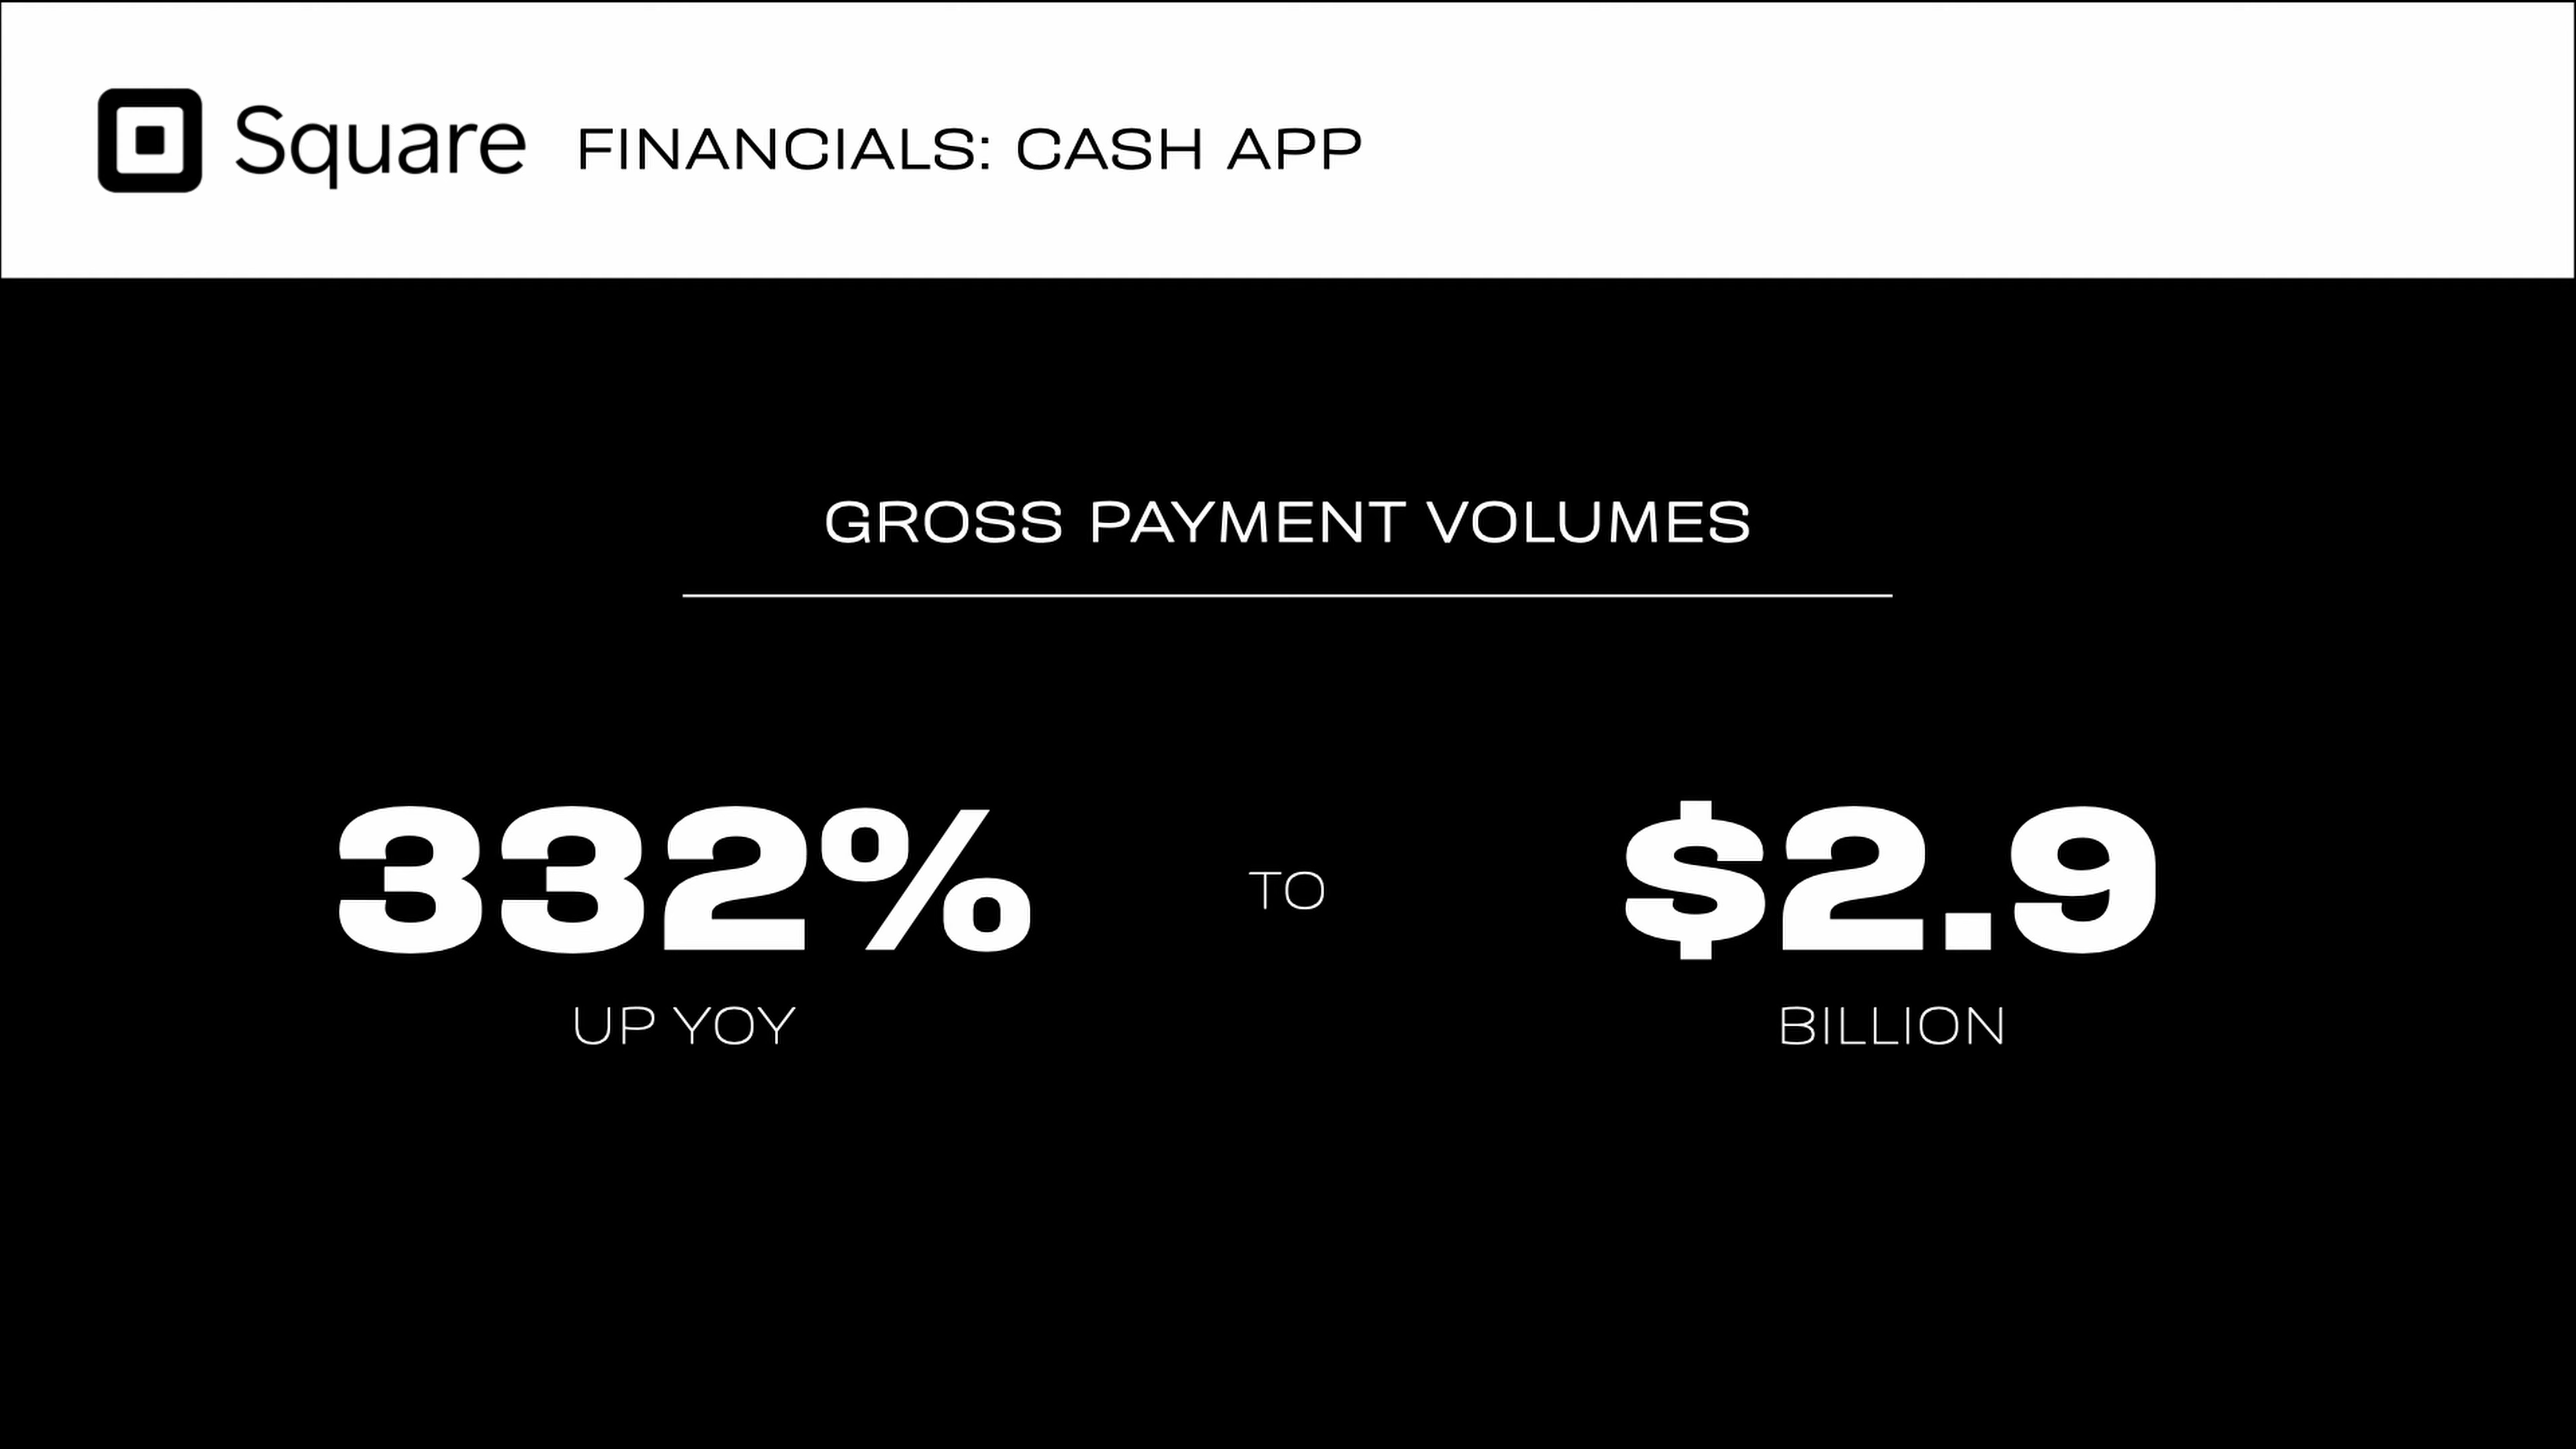 Square FINANCIALS: CASH APP
GROSS PAYMENT VOLUMES
332% TO $2.9
UP YOY BILLION